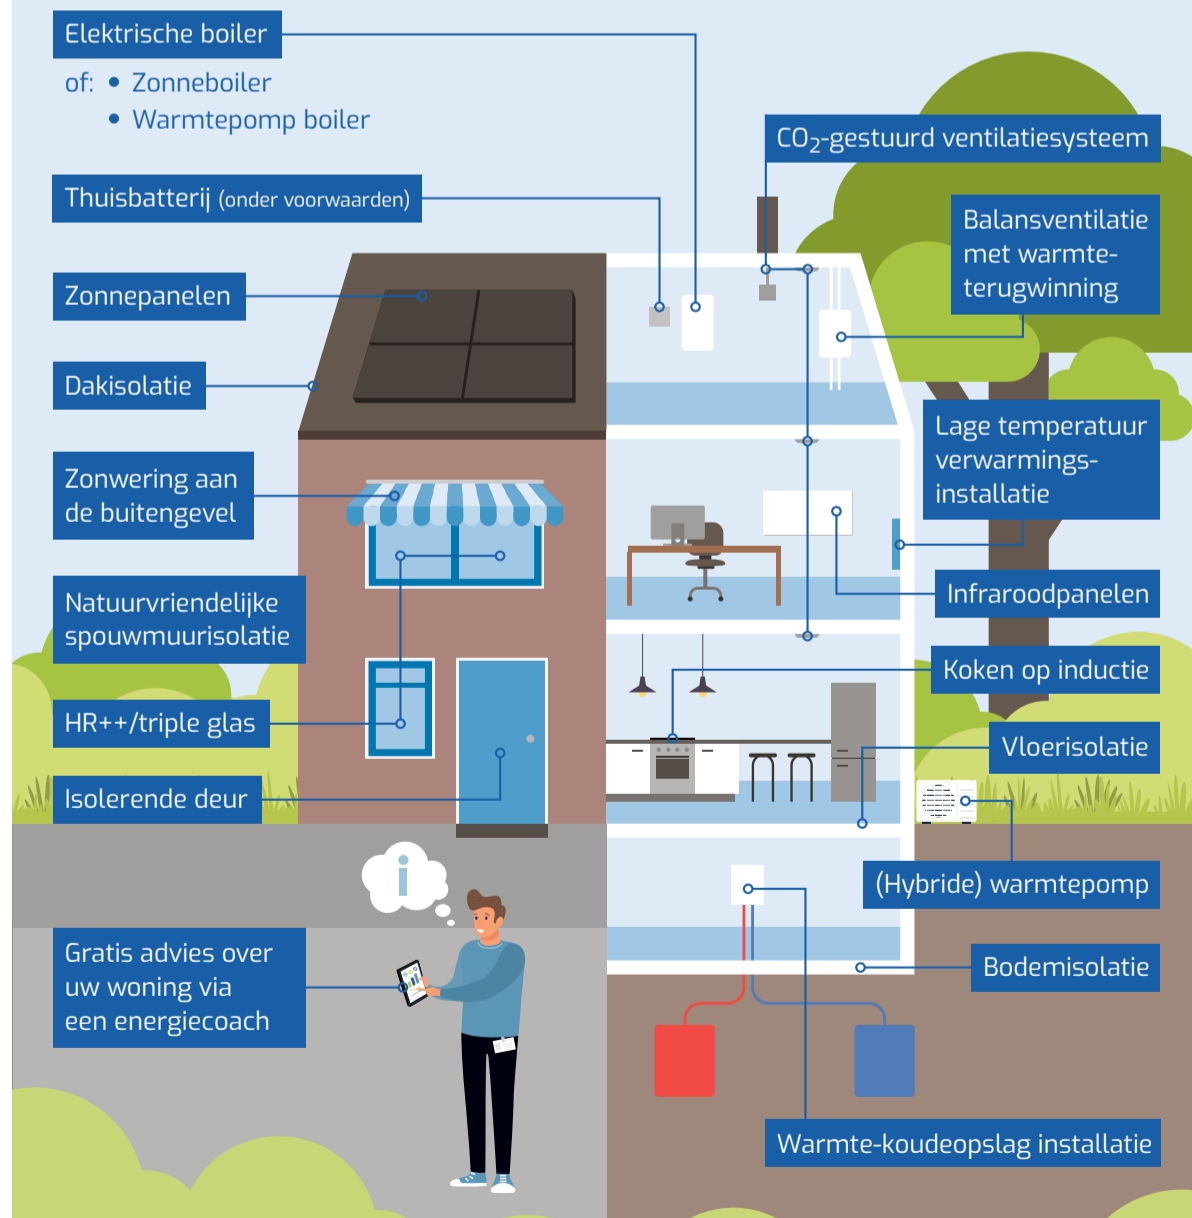 Elektrische boiler
of: • Zonneboiler
• Warmtepomp boiler
Thuisbatterij (onder voorwaarden)
Zonnepanelen
Dakisolatie
Zonwering aan
de buitengevel
Natuurvriendelijke
spouwmuurisolatie
HR++/triple glas
Isolerende deur
Gratis advies over
uw woning via
een energiecoach
CO₂-gestuurd ventilatiesysteem
Balansventilatie
met warmte-
terugwinning
Lage temperatuur
verwarmings-
installatie
Infraroodpanelen
Koken op inductie
Vloerisolatie
(Hybride) warmtepomp
Bodemisolatie
Warmte-koudeopslag installatie
i